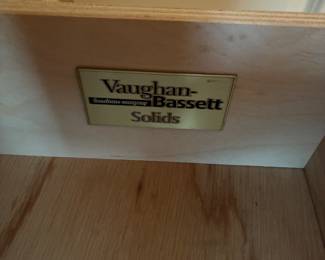 Vaughan-
furniture company Bassett
Solids